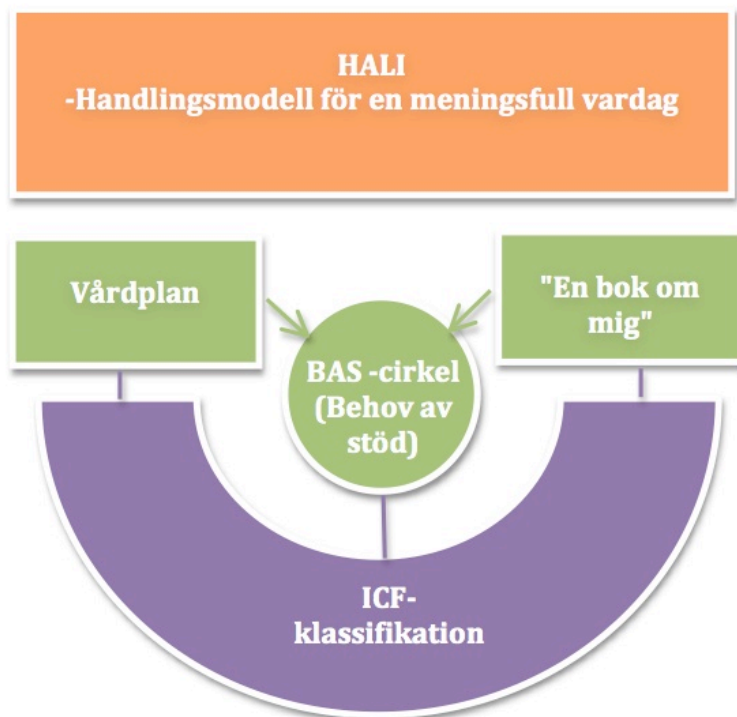 HALI
-Handlingsmodell för en meningsfull vardag
Vårdplan
"En bok om
mig"
BAS -cirkel
(Behov av
stöd)
ICF-
klassifikation